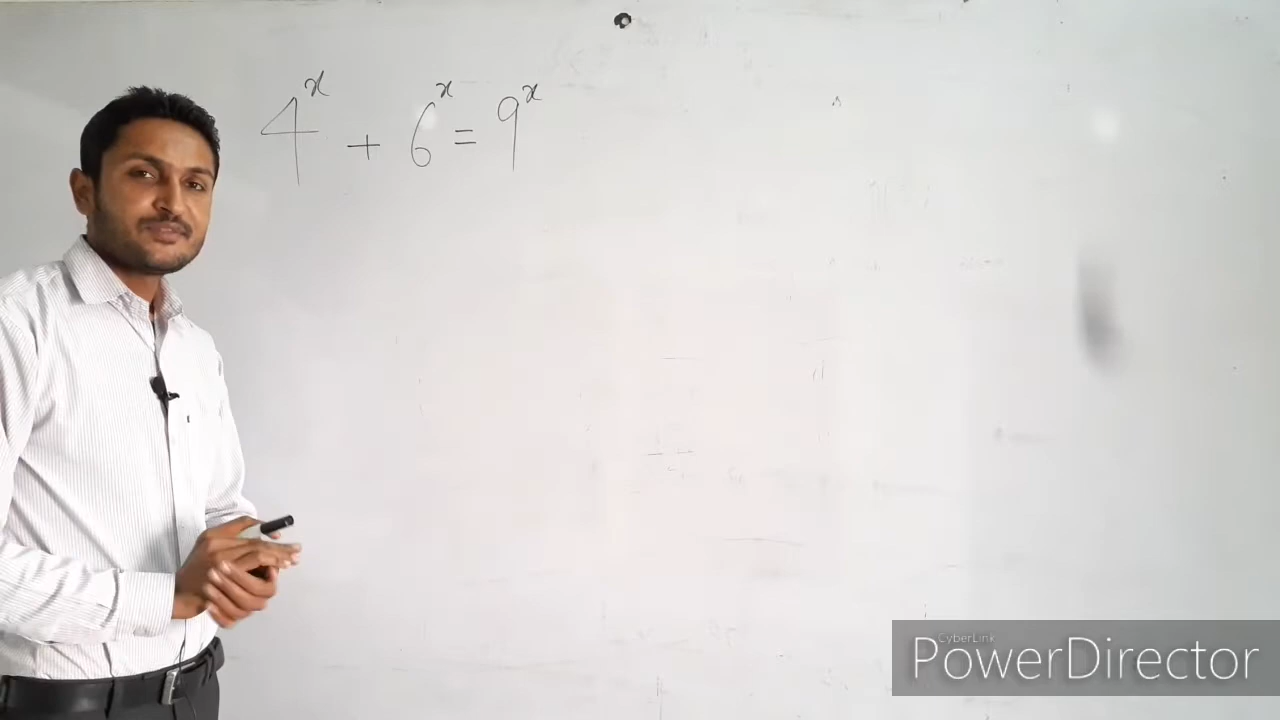 4^x + 6^x = 9^x
CyberLink
PowerDirector